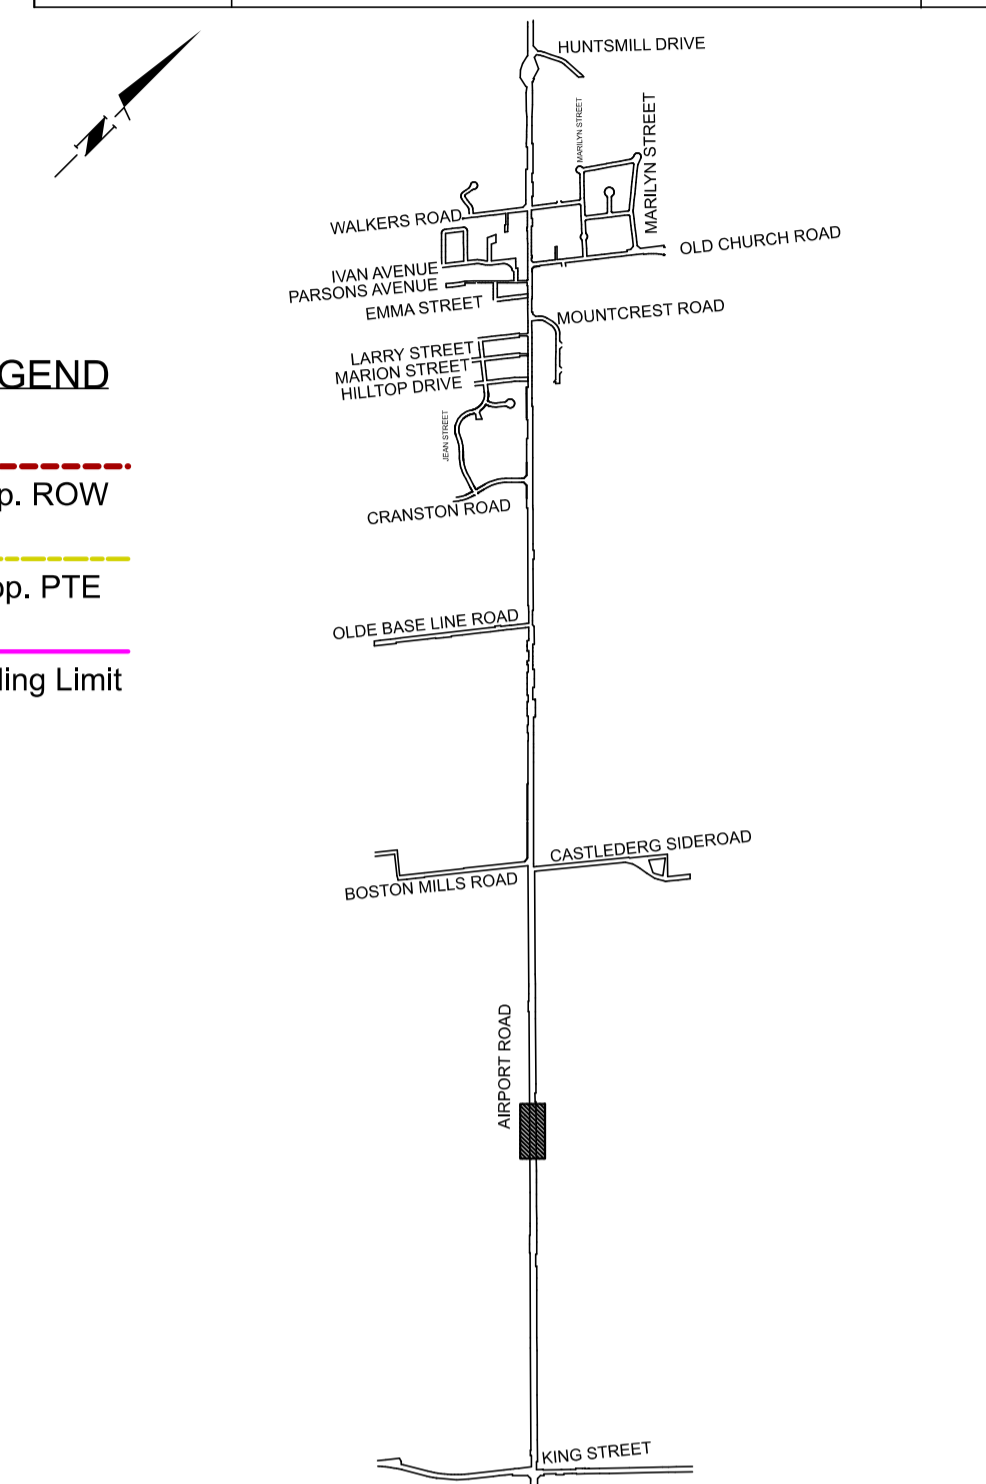 HUNTSMILL DRIVE
MARILYN STREET
MARILYN STREET
WALKERS ROAD
OLD CHURCH ROAD
IVAN AVENUE
PARSONS AVENUE
EMMA STREET
MOUNTCREST ROAD
LARRY STREET
MARION STREET
HILLTOP DRIVE
JEAN STREET
CRANSTON ROAD
GEND
p. ROW
op. PTE
ling Limit
OLDE BASE LINE ROAD
CASTLEDERG SIDEROAD
BOSTON MILLS ROAD
AIRPORT ROAD
KING STREET
N